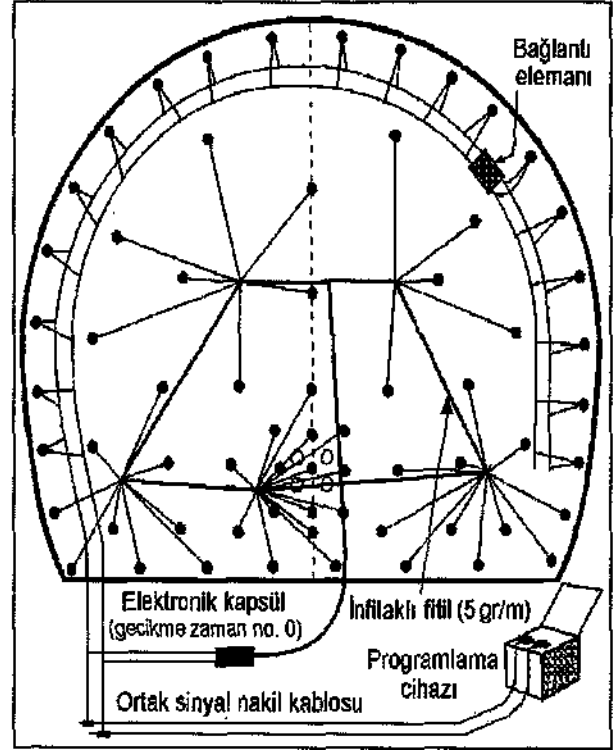 Bağlantı
elemanı
Elektronik kapsül
(gecikme zaman no. 0)
İnfilaklı fitil (5 gr/m)
Programlama
cihazı
Ortak sinyal nakil kablosu